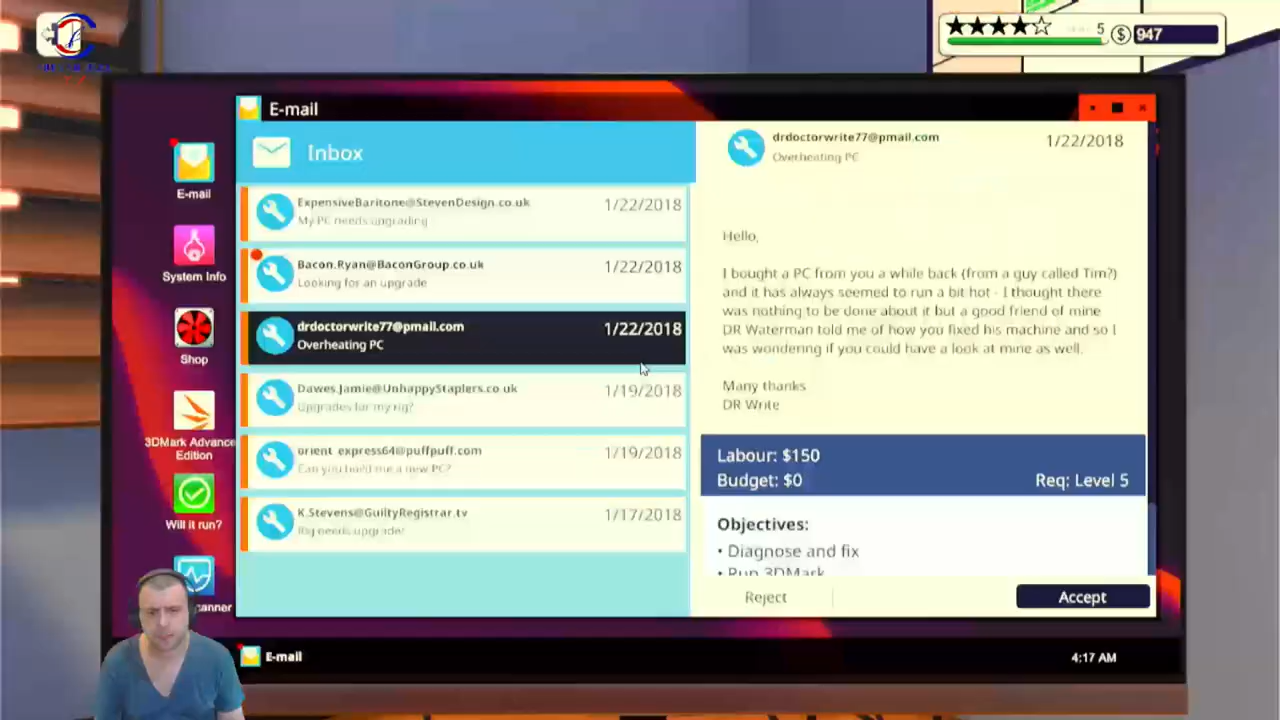 5
$ 947
E-mail
Inbox
ExpensiveBaritone@StevenDesign.co.uk
1/22/2018
My PC needs upgrading
Bacon.Ryan@BaconGroup.co.uk
1/22/2018
Looking for an upgrade
drdoctorwrite77@pmail.com
1/22/2018
Overheating PC
Dawes.Jamie@UnhappyStaplers.co.uk
1/19/2018
Upgrades for my rig?
orient_express64@puffpuff.com
1/19/2018
Can you build me a new PC?
K.Stevens@GuiltyRegistrar.tv
1/17/2018
Rig needs upgrade!
drdoctorwrite77@pmail.com
1/22/2018
Overheating PC
Hello,
I bought a PC from you a while back (from a guy called Tim?)
and it has always seemed to run a bit hot - I thought there
was nothing to be done about it but a good friend of mine
DR Waterman told me of how you fixed his machine and so I
was wondering if you could have a look at mine as well.
Many thanks
DR Write
Labour: $150
Budget: $0
Req: Level 5
Objectives:
• Diagnose and fix
• Run 3DMark
Reject
Accept
E-mail
System Info
Shop
3DMark Advance
Edition
Will it run?
anner
E-mail
4:17 AM